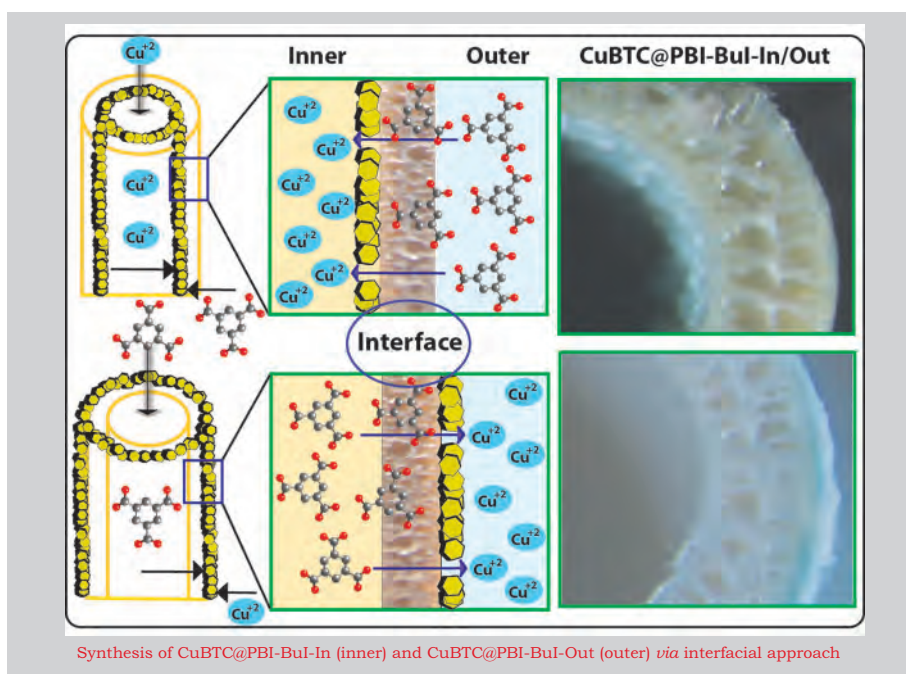 Cu+2
Inner
Outer
CuBTC@PBI-BuI-In/Out
Cu+2
Cu+2
Cu+2
Cu+2
Cu+2
Cu+2
Cu+2
Cu+2
Cu+2
Cu+2
Interface
Cu+2
Cu+2
Cu+2
Cu+2
Cu+2
Cu+2
Cu+2
Cu+2
Synthesis of CuBTC@PBI-BuI-In (inner) and CuBTC@PBI-BuI-Out (outer) via interfacial approach